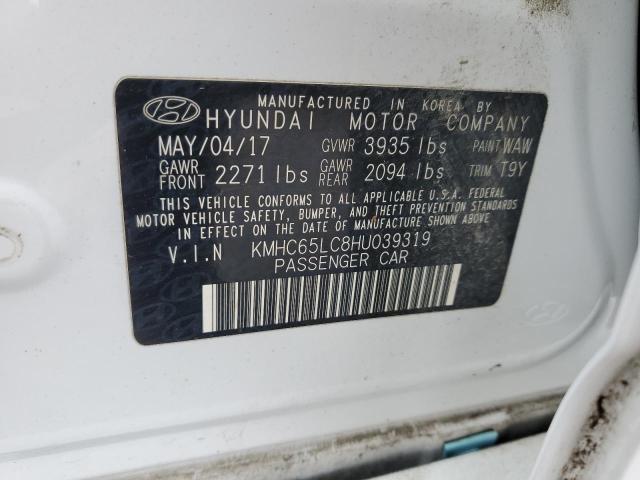 MANUFACTURED IN KOREA BY
HYUNDAI MOTOR COMPANY
MAY/04/17 GVWR 3935 lbs PAINT WAW
GAWR FRONT 2271 lbs GAWR REAR 2094 lbs TRIM T9Y
THIS VEHICLE CONFORMS TO ALL APPLICABLE U.S.A. FEDERAL
MOTOR VEHICLE SAFETY, BUMPER, AND THEFT PREVENTION STANDARDS
IN EFFECT ON THE DATE OF MANUFACTURE SHOWN ABOVE.
V.I.N KMHC65LC8HU039319
PASSENGER CAR